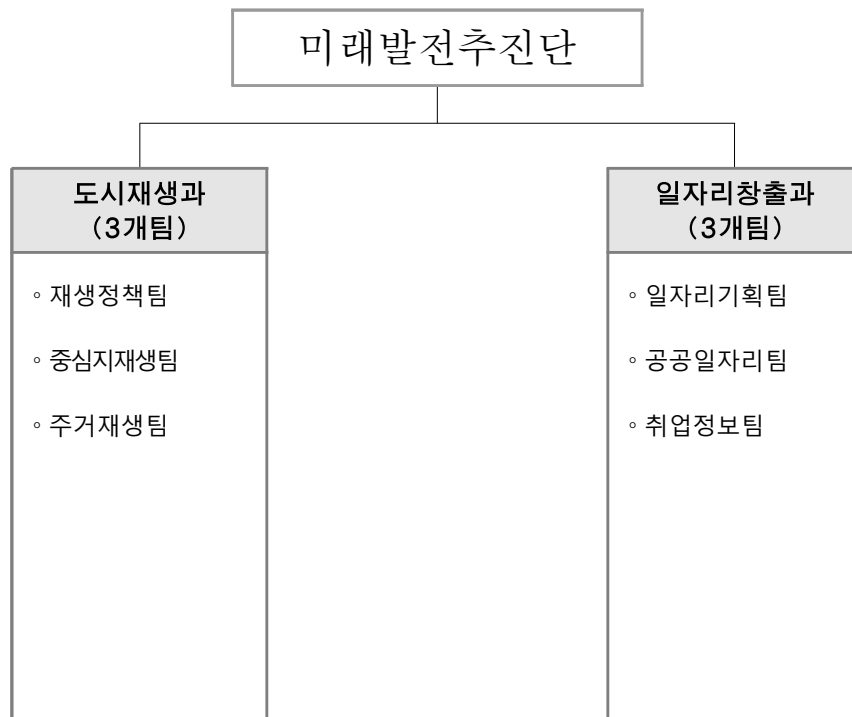 미래발전추진단
도시재생과
(3개팀)
◦ 재생정책팀
◦ 중심지재생팀
◦ 주거재생팀
일자리창출과
(3개팀)
◦ 일자리기획팀
◦ 공공일자리팀
◦ 취업정보팀